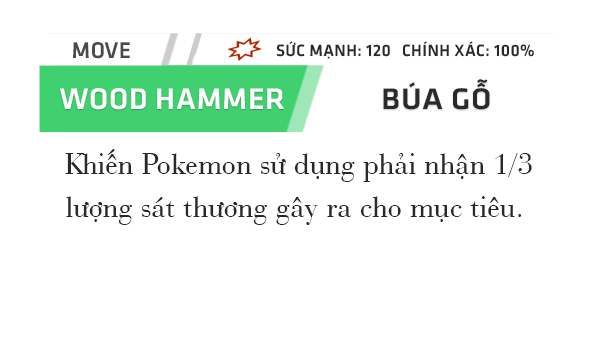 MOVE SỨC MẠNH: 120 CHÍNH XÁC: 100%
WOOD HAMMER BÚA GỖ
Khiến Pokemon sử dụng phải nhận 1/3
lượng sát thương gây ra cho mục tiêu.